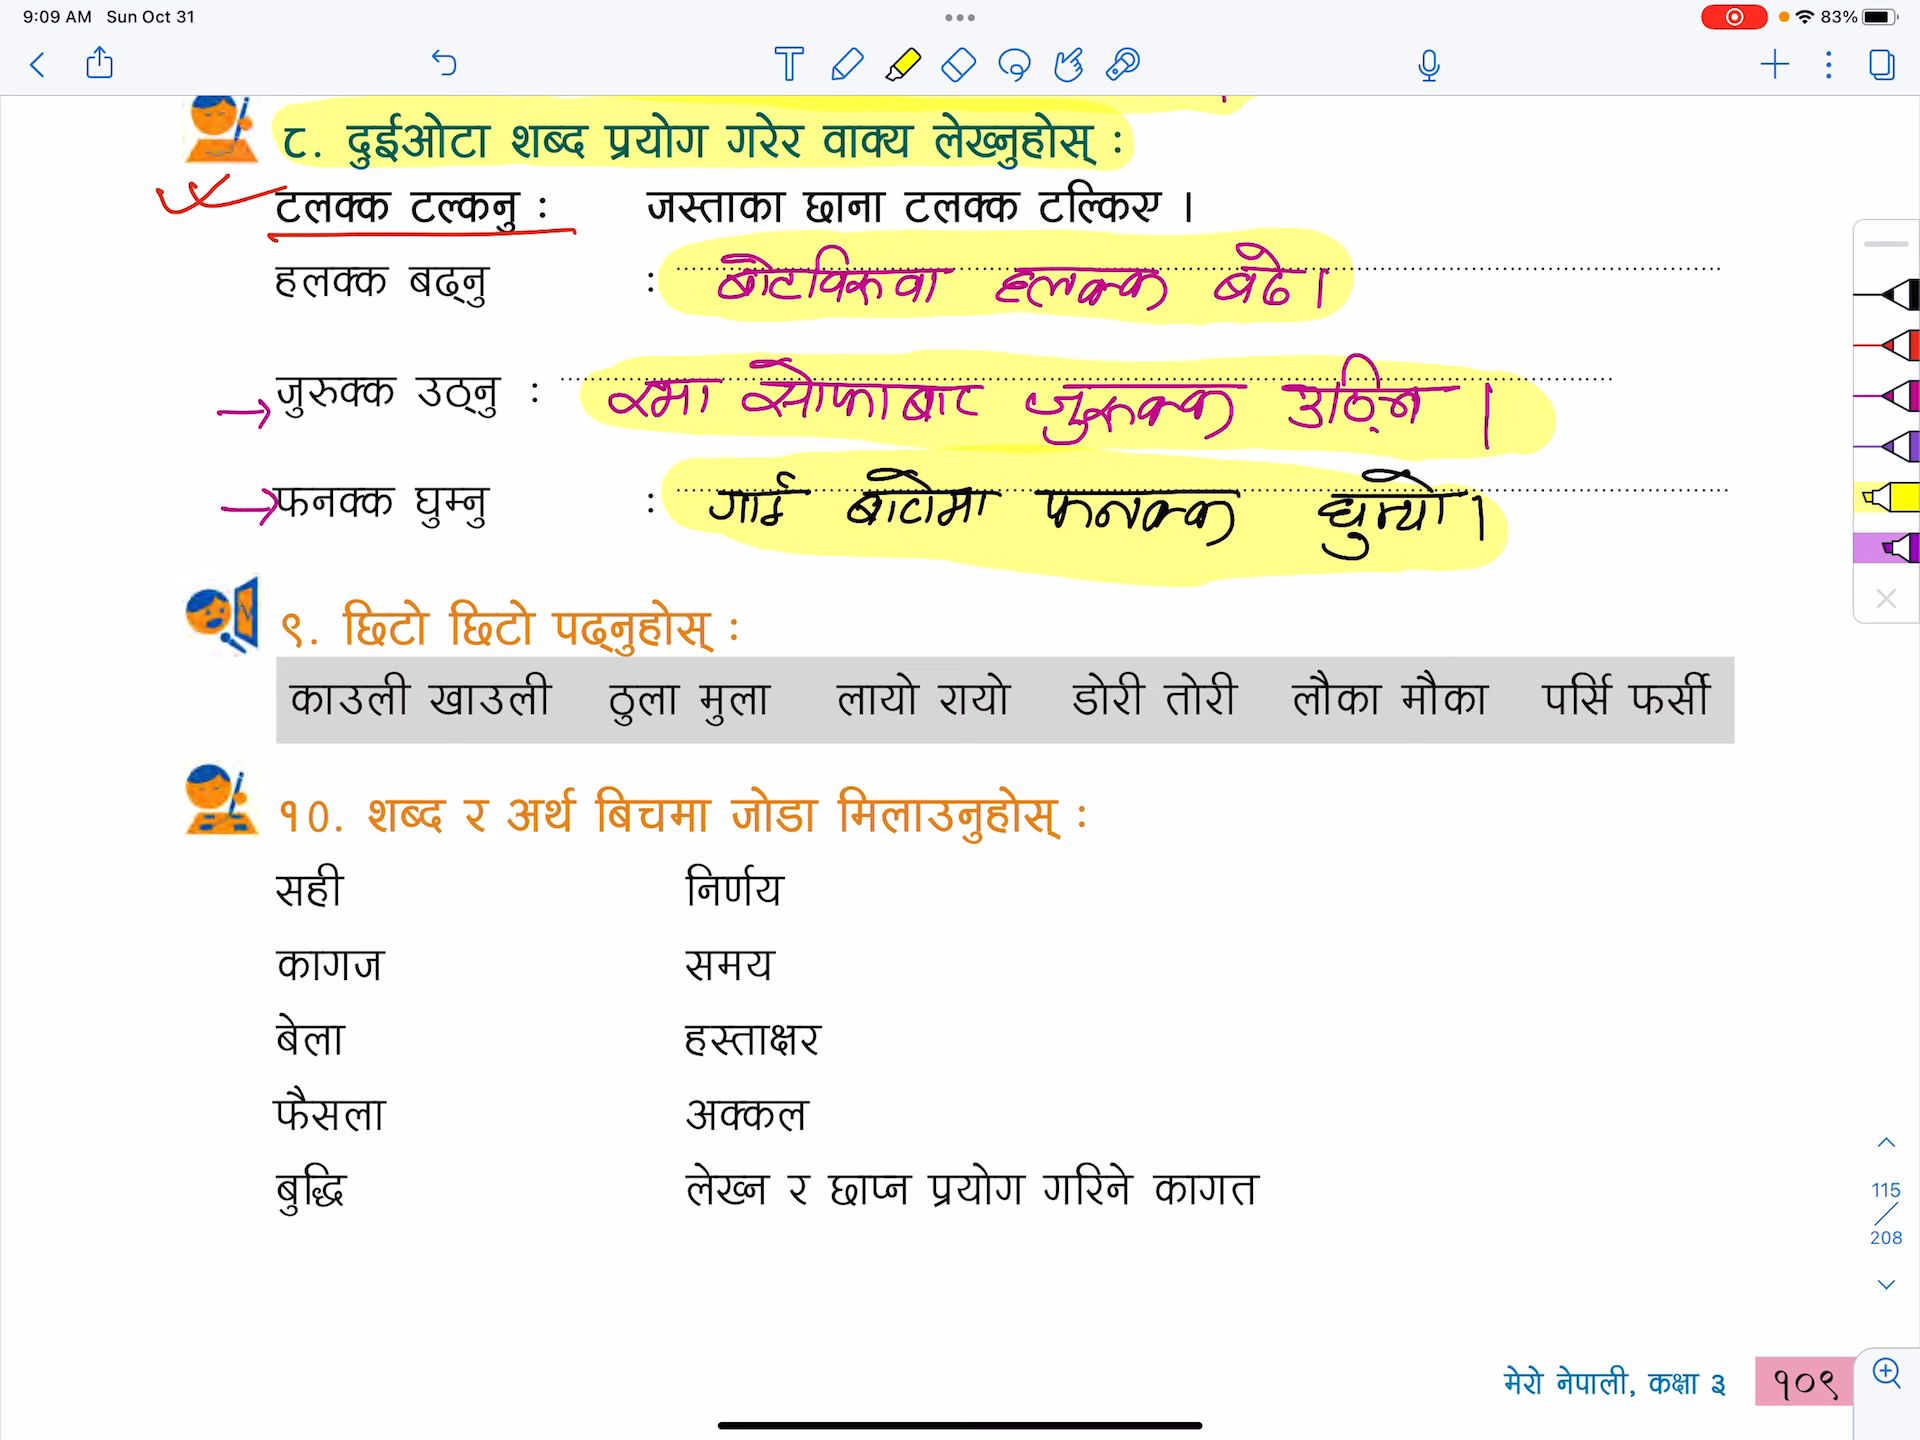 9:09 AM Sun Oct 31
83%
८. दुईओटा शब्द प्रयोग गरेर वाक्य लेख्नुहोस् :
टलक्क टल्कनु : जस्ताका छाना टलक्क टल्किए ।
हलक्क बढ्नु : बोटविरुवा हलक्क बढे।
जुरुक्क उठ्नु : रमा सोफाबाट जुरुक्क उठिन् ।
फनक्क घुम्नु : गाई बाटोमा फनक्क घुम्यो।
९. छिटो छिटो पढ्नुहोस् :
काउली खाउली ठुला मुला लायो रायो डोरी तोरी लौका मौका पर्सि फर्सी
१०. शब्द र अर्थ बिचमा जोडा मिलाउनुहोस् :
सही निर्णय
कागज समय
बेला हस्ताक्षर
फैसला अक्कल
बुद्धि लेख्न र छाप्न प्रयोग गरिने कागत
115
208
मेरो नेपाली, कक्षा ३ १०९